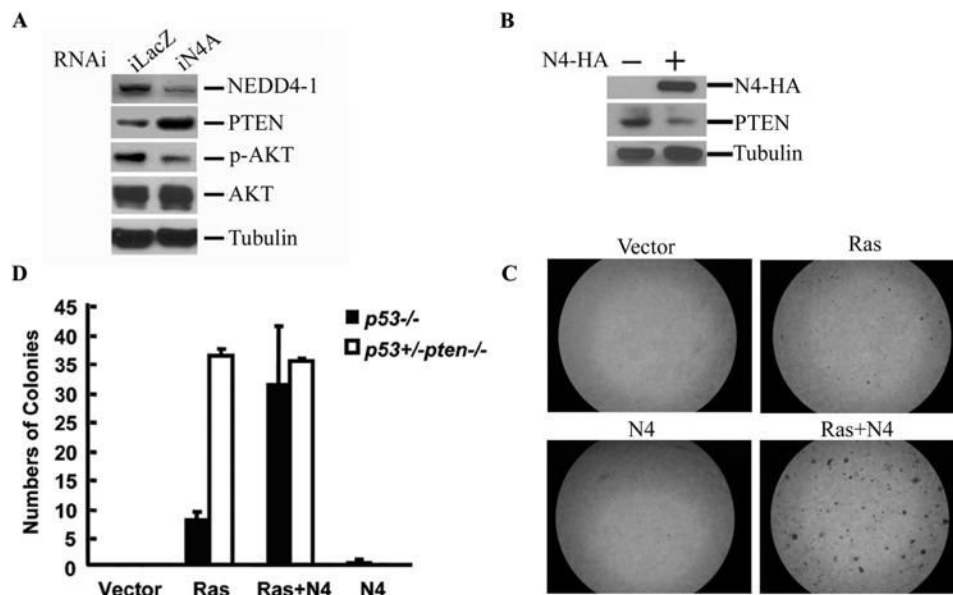 A
RNAi
iLacZ
iN4A
NEDD4-1
PTEN
p-AKT
AKT
Tubulin
B
N4-HA
− +
N4-HA
PTEN
Tubulin
C
Vector
Ras
N4
Ras+N4
D
Numbers of Colonies
45
40
35
30
25
20
15
10
5
0
Vector Ras Ras+N4 N4
p53-/-
p53+/-pten-/-